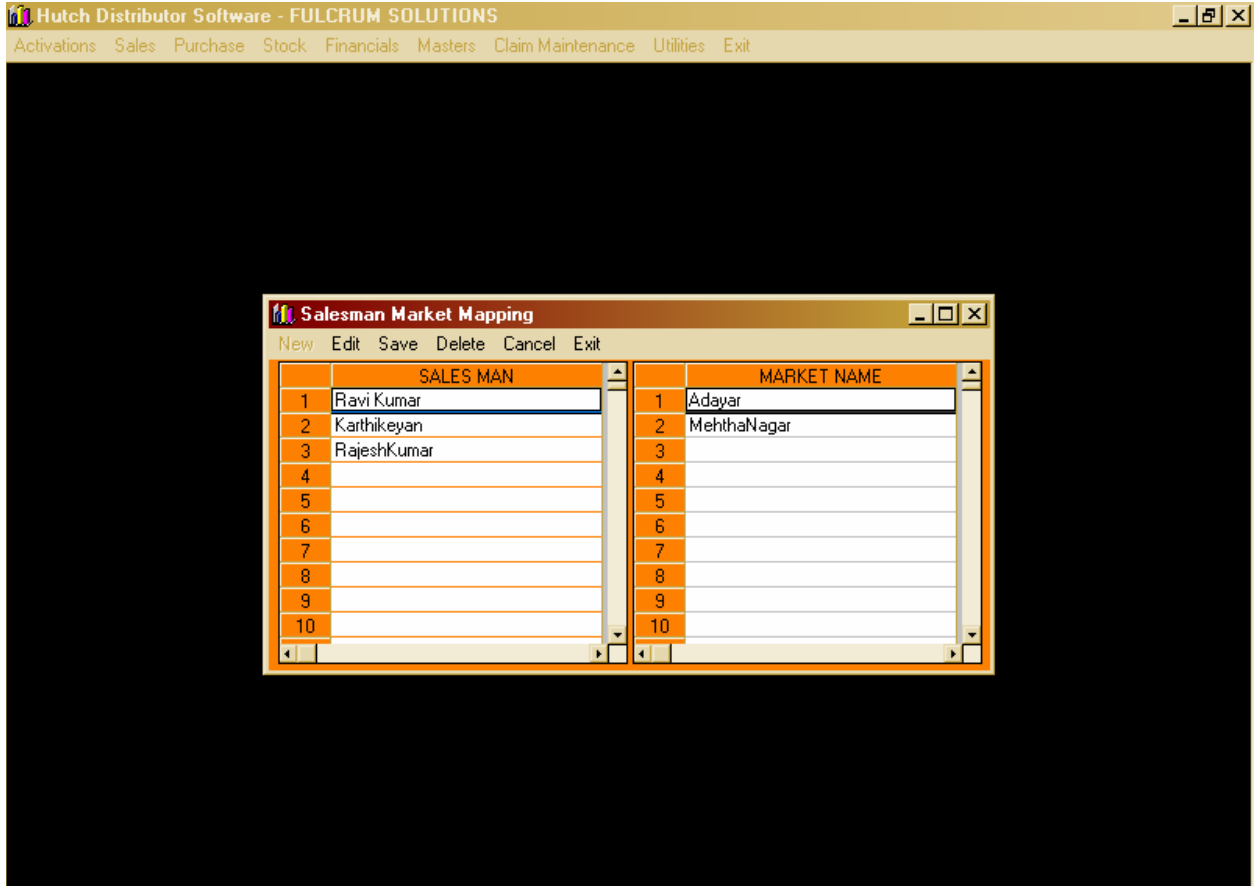 Hutch Distributor Software - FULCRUM SOLUTIONS
Activations Sales Purchase Stock Financials Masters Claim Maintenance Utilities Exit
Salesman Market Mapping
New Edit Save Delete Cancel Exit
SALES MAN MARKET NAME
1 Ravi Kumar 1 Adayar
2 Karthikeyan 2 MehthaNagar
3 RajeshKumar 3
4 4
5 5
6 6
7 7
8 8
9 9
10 10